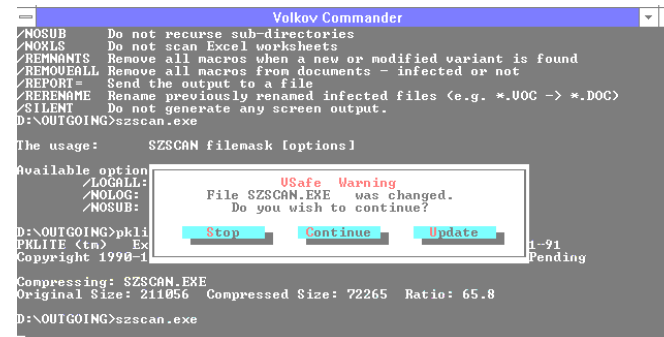 Volkov Commander
/NOSUB Do not recurse sub-directories
/NOXLS Do not scan Excel worksheets
/REMNANTS Remove all macros when a new or modified variant is found
/REMOVEALL Remove all macros from documents - infected or not
/REPORT= Send the output to a file
/RERENAME Rename previously renamed infected files (e.g. *.VOC -> *.DOC)
/SILENT Do not generate any screen output.
D:\OUTGOING>szscan.exe
The usage: SZSCAN filemask [options]
Available option
/LOGALL:
/NOLOG:
/NOSUB:
VSafe Warning
File SZSCAN.EXE was changed.
Do you wish to continue?
Stop Continue Update
D:\OUTGOING>pkli
PKLITE (tm) Ex 1-91
Copyright 1990-1 Pending
Compressing: SZSCAN.EXE
Original Size: 211056 Compressed Size: 72265 Ratio: 65.8
D:\OUTGOING>szscan.exe